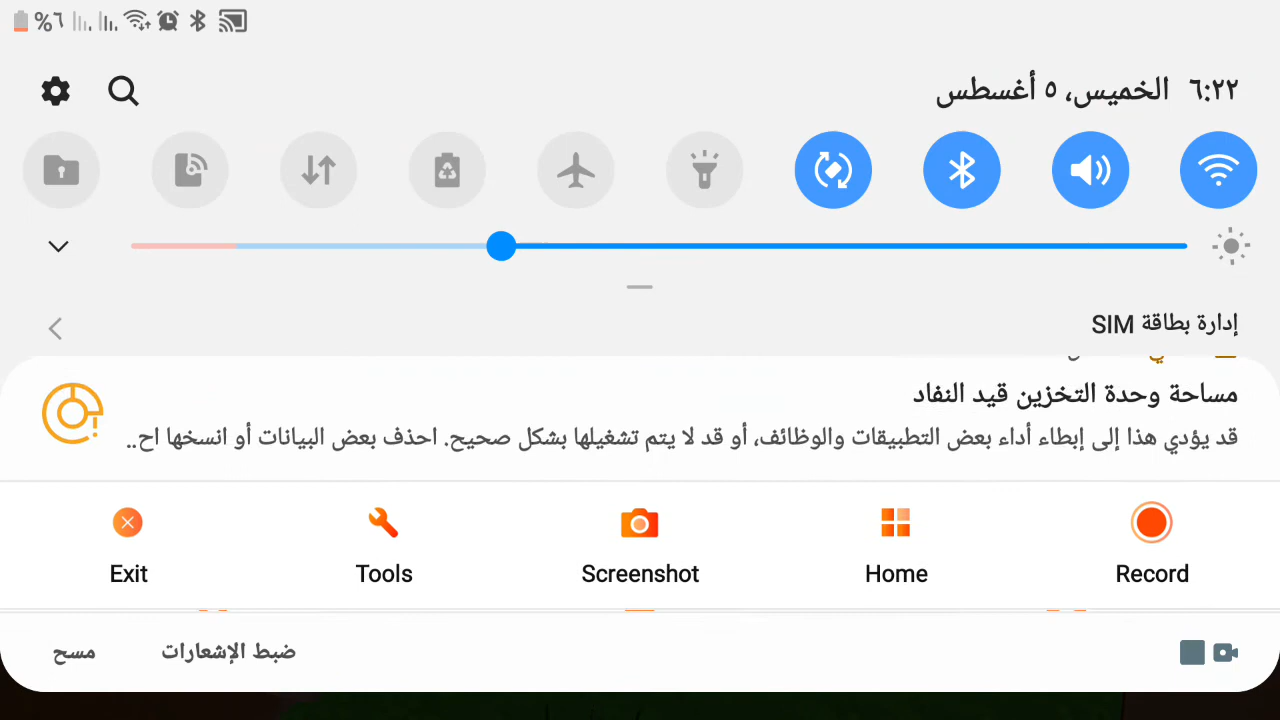 %٦
٦:٢٢ الخميس، ٥ أغسطس
إدارة بطاقة SIM
مساحة وحدة التخزين قيد النفاد
قد يؤدي هذا إلى إبطاء أداء بعض التطبيقات والوظائف، أو قد لا يتم تشغيلها بشكل صحيح. احذف بعض البيانات أو انسخها اح..
Exit Tools Screenshot Home Record
ضبط الإشعارات مسح